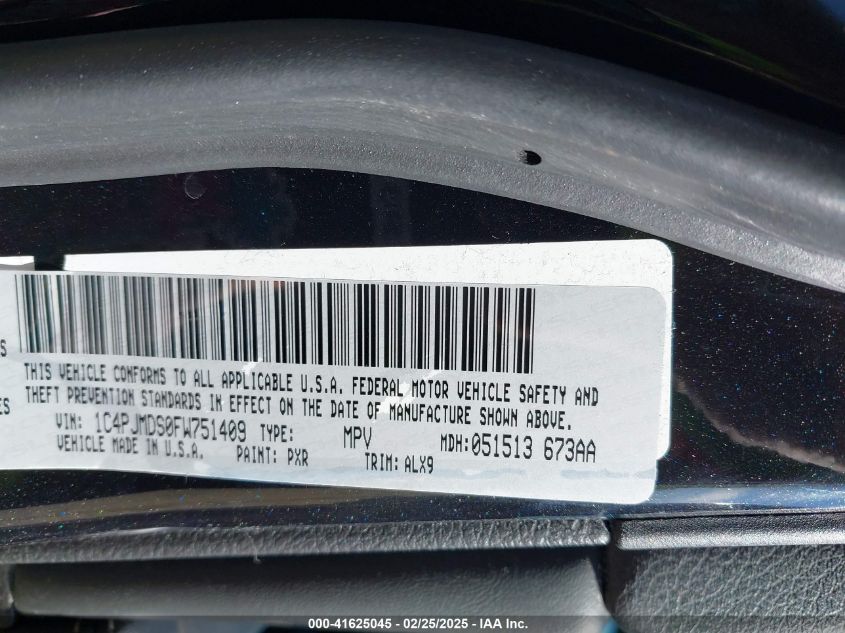 S
THIS VEHICLE CONFORMS TO ALL APPLICABLE U.S.A. FEDERAL MOTOR VEHICLE SAFETY AND
ES THEFT PREVENTION STANDARDS IN EFFECT ON THE DATE OF MANUFACTURE SHOWN ABOVE.
VIN: 1C4PJMDS0FW751409 TYPE: MPV MDH:051513 673AA
VEHICLE MADE IN U.S.A. PAINT: PXR TRIM: ALX9
000-41625045 - 02/25/2025 - IAA Inc.